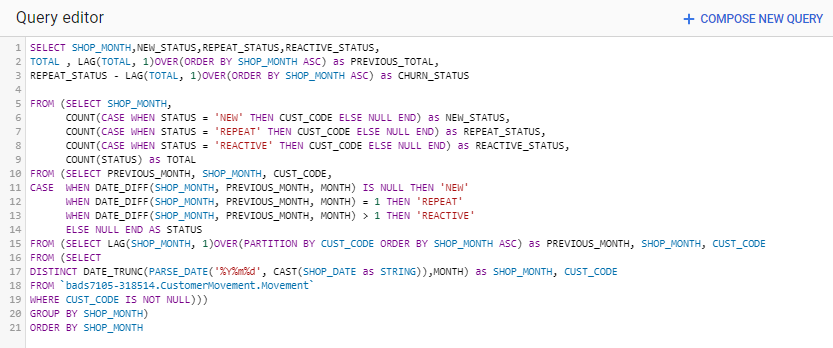 Query editor
+ COMPOSE NEW QUERY
1 SELECT SHOP_MONTH,NEW_STATUS,REPEAT_STATUS,REACTIVE_STATUS,
2 TOTAL , LAG(TOTAL, 1)OVER(ORDER BY SHOP_MONTH ASC) as PREVIOUS_TOTAL,
3 REPEAT_STATUS - LAG(TOTAL, 1)OVER(ORDER BY SHOP_MONTH ASC) as CHURN_STATUS
4
5 FROM (SELECT SHOP_MONTH,
6 COUNT(CASE WHEN STATUS = 'NEW' THEN CUST_CODE ELSE NULL END) as NEW_STATUS,
7 COUNT(CASE WHEN STATUS = 'REPEAT' THEN CUST_CODE ELSE NULL END) as REPEAT_STATUS,
8 COUNT(CASE WHEN STATUS = 'REACTIVE' THEN CUST_CODE ELSE NULL END) as REACTIVE_STATUS,
9 COUNT(STATUS) as TOTAL
10 FROM (SELECT PREVIOUS_MONTH, SHOP_MONTH, CUST_CODE,
11 CASE WHEN DATE_DIFF(SHOP_MONTH, PREVIOUS_MONTH, MONTH) IS NULL THEN 'NEW'
12 WHEN DATE_DIFF(SHOP_MONTH, PREVIOUS_MONTH, MONTH) = 1 THEN 'REPEAT'
13 WHEN DATE_DIFF(SHOP_MONTH, PREVIOUS_MONTH, MONTH) > 1 THEN 'REACTIVE'
14 ELSE NULL END AS STATUS
15 FROM (SELECT LAG(SHOP_MONTH, 1)OVER(PARTITION BY CUST_CODE ORDER BY SHOP_MONTH ASC) as PREVIOUS_MONTH, SHOP_MONTH, CUST_CODE
16 FROM (SELECT
17 DISTINCT DATE_TRUNC(PARSE_DATE('%Y%m%d', CAST(SHOP_DATE as STRING)),MONTH) as SHOP_MONTH, CUST_CODE
18 FROM `bads7105-318514.CustomerMovement.Movement`
19 WHERE CUST_CODE IS NOT NULL)))
20 GROUP BY SHOP_MONTH)
21 ORDER BY SHOP_MONTH